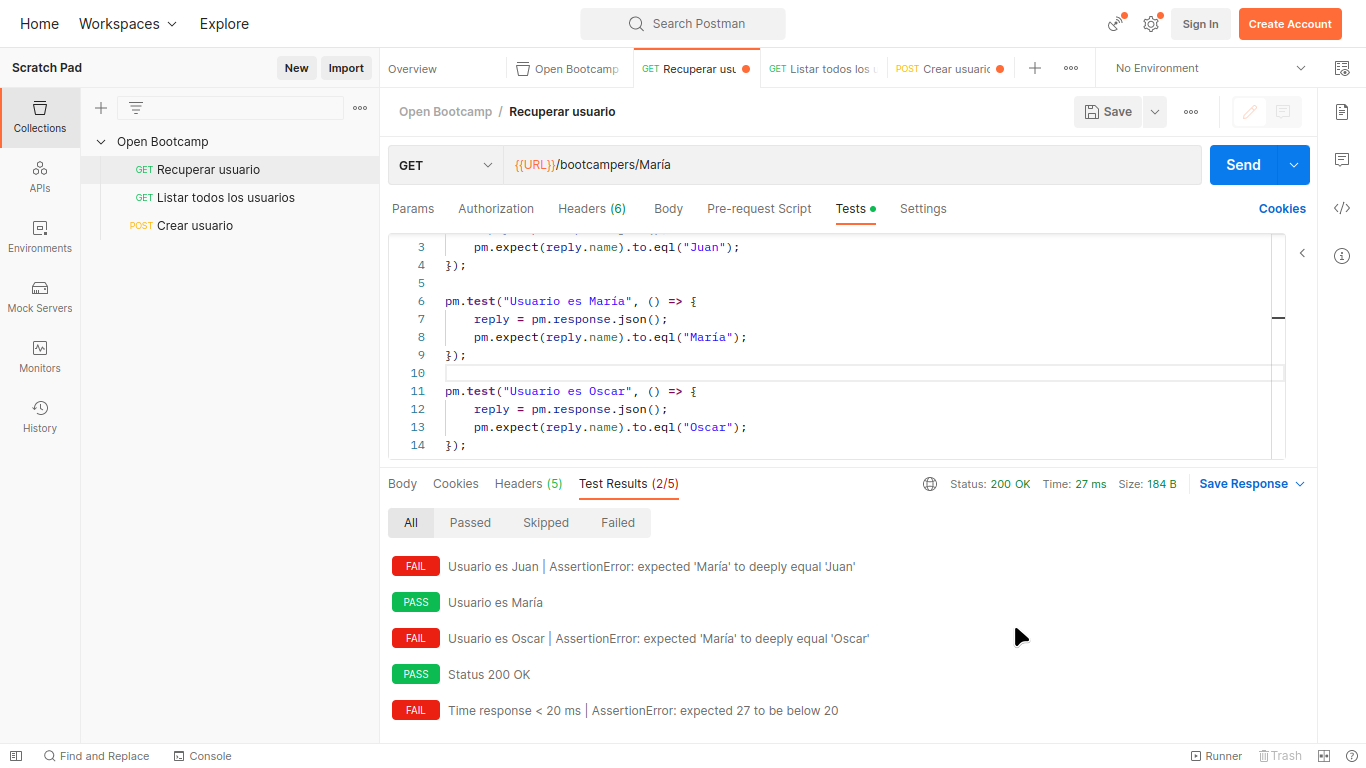 Home Workspaces Explore Search Postman Sign In Create Account
Scratch Pad New Import
Overview Open Bootcamp GET Recuperar usu POST Crear usuario No Environment
GET Listar todos los u
Open Bootcamp / Recuperar usuario Save
Collections
APIs
Environments
Mock Servers
Monitors
History
Open Bootcamp
GET Recuperar usuario
GET Listar todos los usuarios
POST Crear usuario
GET {{URL}}/bootcampers/María Send
Params Authorization Headers (6) Body Pre-request Script Tests Settings Cookies
3 pm.expect(reply.name).to.eql("Juan");
4 });
5
6 pm.test("Usuario es María", () => {
7 reply = pm.response.json();
8 pm.expect(reply.name).to.eql("María");
9 });
10
11 pm.test("Usuario es Oscar", () => {
12 reply = pm.response.json();
13 pm.expect(reply.name).to.eql("Oscar");
14 });
Body Cookies Headers (5) Test Results (2/5) Status: 200 OK Time: 27 ms Size: 184 B Save Response
All Passed Skipped Failed
FAIL Usuario es Juan | AssertionError: expected 'María' to deeply equal 'Juan'
PASS Usuario es María
FAIL Usuario es Oscar | AssertionError: expected 'María' to deeply equal 'Oscar'
PASS Status 200 OK
FAIL Time response < 20 ms | AssertionError: expected 27 to be below 20
Find and Replace Console Runner Trash